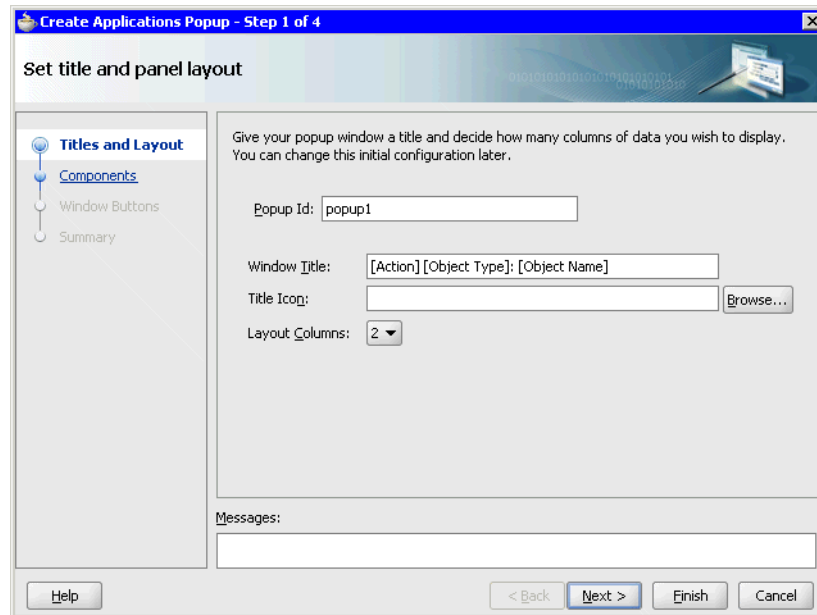 Create Applications Popup - Step 1 of 4
Set title and panel layout
Titles and Layout
Components
Window Buttons
Summary
Give your popup window a title and decide how many columns of data you wish to display.
You can change this initial configuration later.
Popup Id: popup1
Window Title: [Action] [Object Type]: [Object Name]
Title Icon: Browse...
Layout Columns: 2
Messages:
Help < Back Next > Finish Cancel